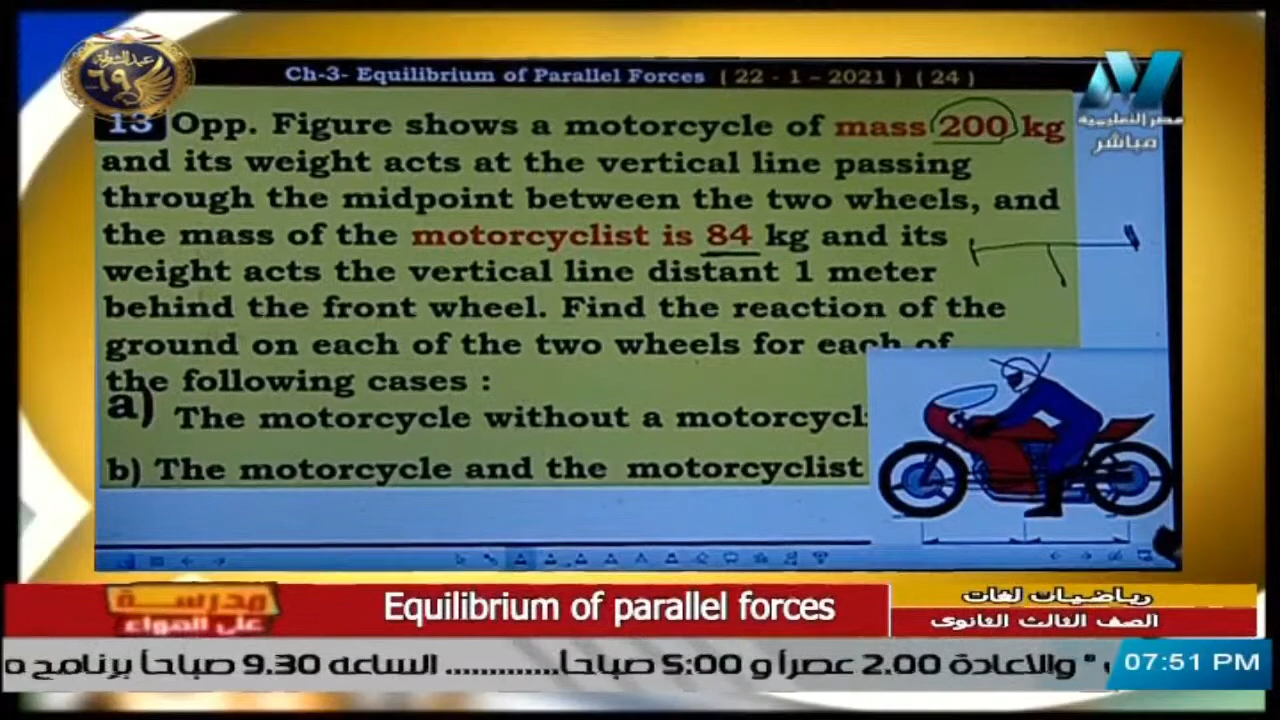 عيد الشرطة
٦٩
Ch-3- Equilibrium of Parallel Forces ( 22 - 1 - 2021 ) ( 24 )
مصر التعليمية
مباشر
13 Opp. Figure shows a motorcycle of mass 200 kg
and its weight acts at the vertical line passing
through the midpoint between the two wheels, and
the mass of the motorcyclist is 84 kg and its
weight acts the vertical line distant 1 meter
behind the front wheel. Find the reaction of the
ground on each of the two wheels for each of
the following cases :
a) The motorcycle without a motorcycl
b) The motorcycle and the motorcyclist
مدرسة
على الهواء
Equilibrium of parallel forces
رياضيات لغات
الصف الثالث الثانوى
" والاعادة 2.00 عصراً و 5:00 صباحاً............ الساعه 9.30 صباحاً برنامج
07:51 PM